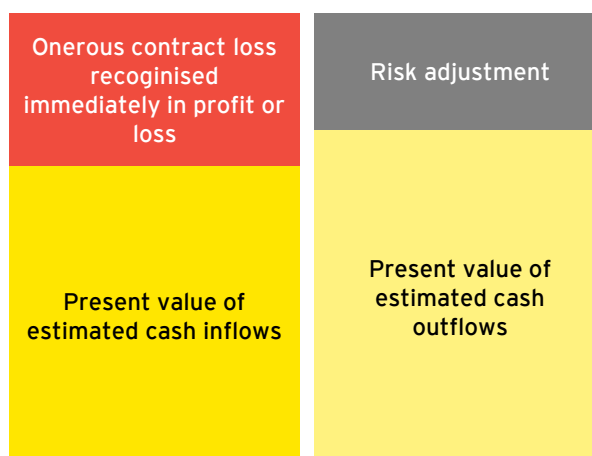 Onerous contract loss
recoginised
immediately in profit or
loss
Risk adjustment
Present value of
estimated cash inflows
Present value of
estimated cash
outflows